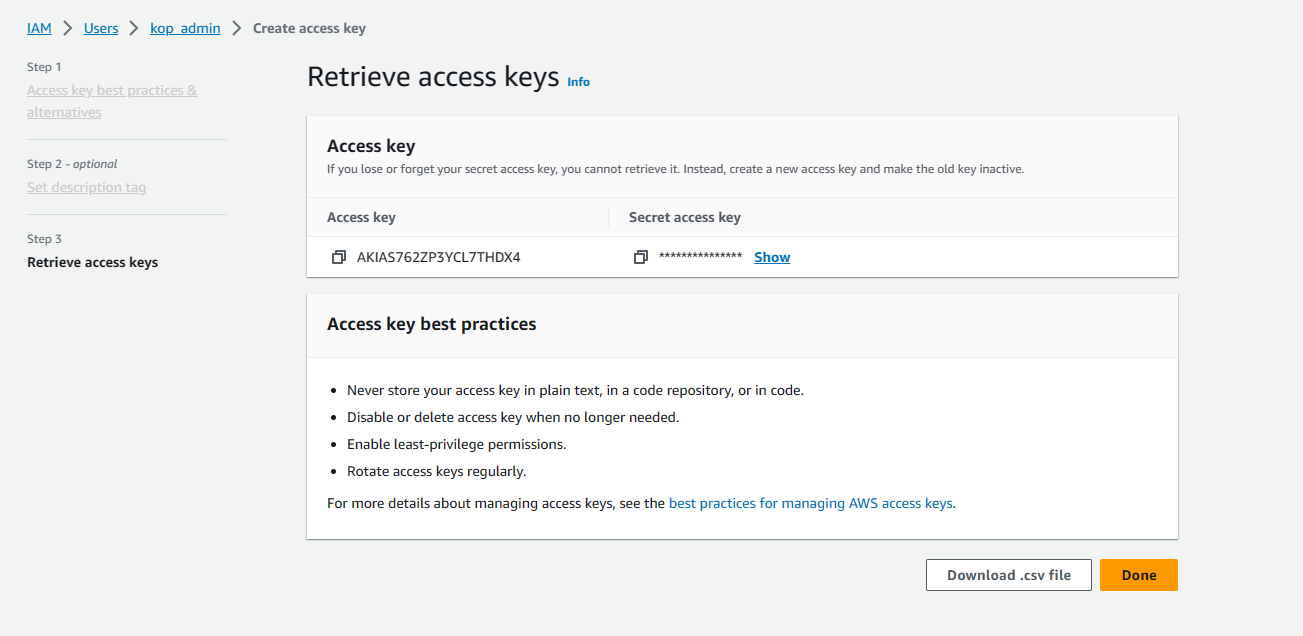 IAM > Users > kop_admin > Create access key
Step 1
Access key best practices &
alternatives
Step 2 - optional
Set description tag
Step 3
Retrieve access keys
Retrieve access keys Info
Access key
If you lose or forget your secret access key, you cannot retrieve it. Instead, create a new access key and make the old key inactive.
Access key Secret access key
AKIAS762ZP3YCL7THDX4 *************** Show
Access key best practices
• Never store your access key in plain text, in a code repository, or in code.
• Disable or delete access key when no longer needed.
• Enable least-privilege permissions.
• Rotate access keys regularly.
For more details about managing access keys, see the best practices for managing AWS access keys.
Download .csv file Done